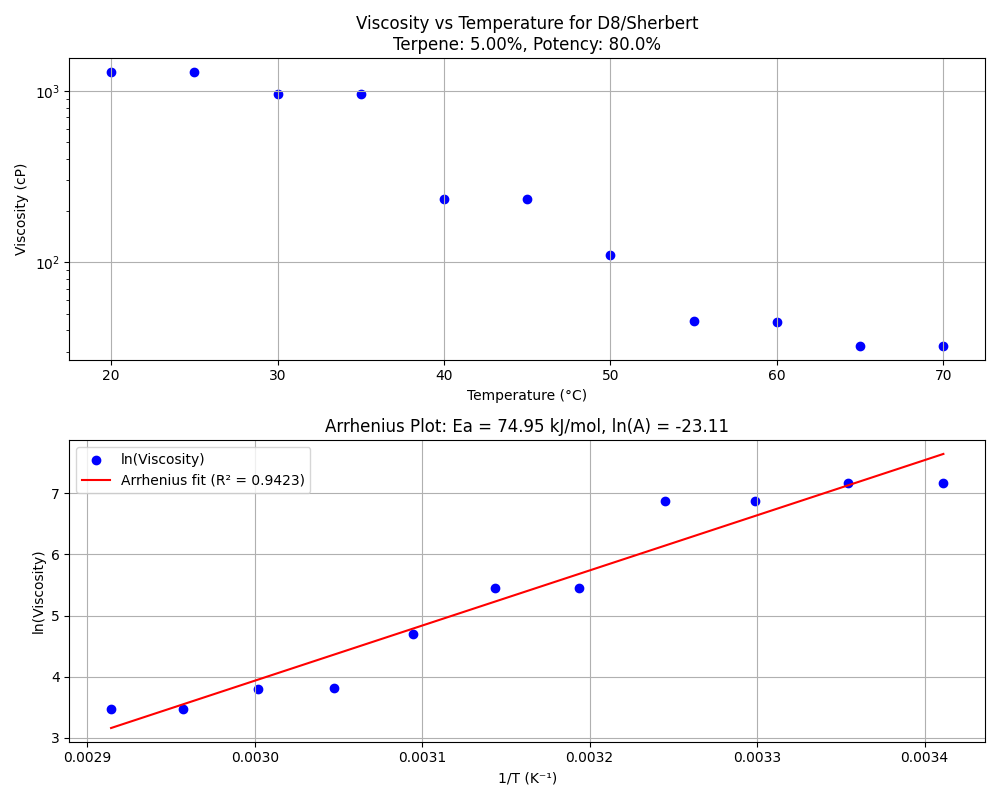 Viscosity vs Temperature for D8/Sherbert
Terpene: 5.00%, Potency: 80.0%
Viscosity (cP)
10³
10²
20 30 40 50 60 70
Temperature (°C)
Arrhenius Plot: Ea = 74.95 kJ/mol, ln(A) = -23.11
ln(Viscosity)
Arrhenius fit (R² = 0.9423)
ln(Viscosity)
7
6
5
4
3
0.0029 0.0030 0.0031 0.0032 0.0033 0.0034
1/T (K⁻¹)